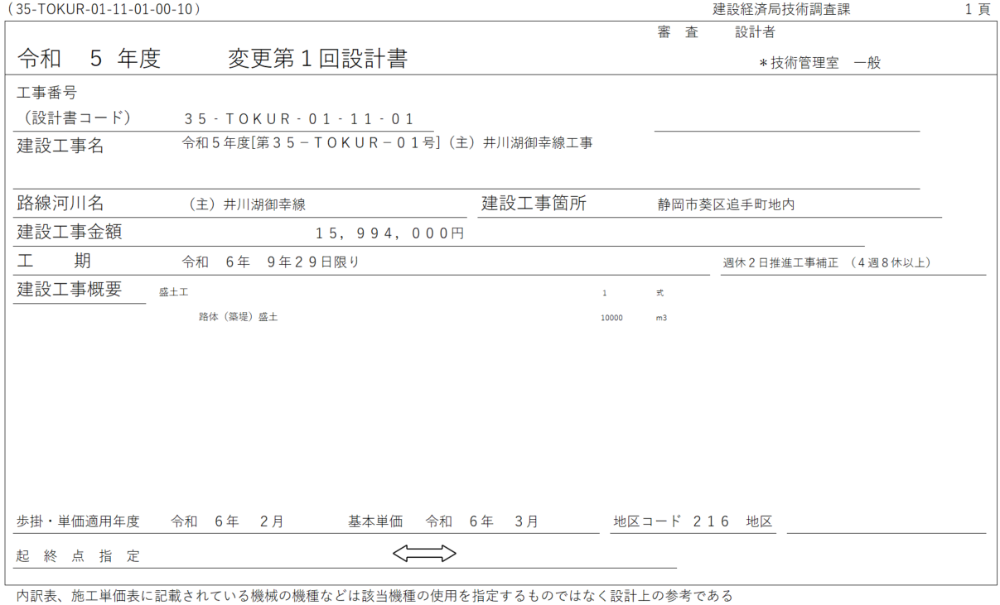 (35-TOKUR-01-11-01-00-10)　建設経済局技術調査課　1 頁
審　査　設計者
令和　5 年度　変更第１回設計書　＊技術管理室　一般
工事番号
（設計書コード）　３５‐ＴＯＫＵＲ‐０１‐１１‐０１
建設工事名　令和５年度[第３５－ＴＯＫＵＲ－０１号]（主）井川湖御幸線工事
路線河川名　（主）井川湖御幸線　建設工事箇所　静岡市葵区追手町地内
建設工事金額　１５，９９４，０００円
工　期　令和　６年　９年２９日限り　週休２日推進工事補正　（４週８休以上）
建設工事概要　盛土工　1　式
路体（築堤）盛土　10000　m3
歩掛・単価適用年度　令和　６年　２月　基本単価　令和　６年　３月　地区コード　２１６　地区
起　終　点　指　定
内訳表、施工単価表に記載されている機械の機種などは該当機種の使用を指定するものではなく設計上の参考である